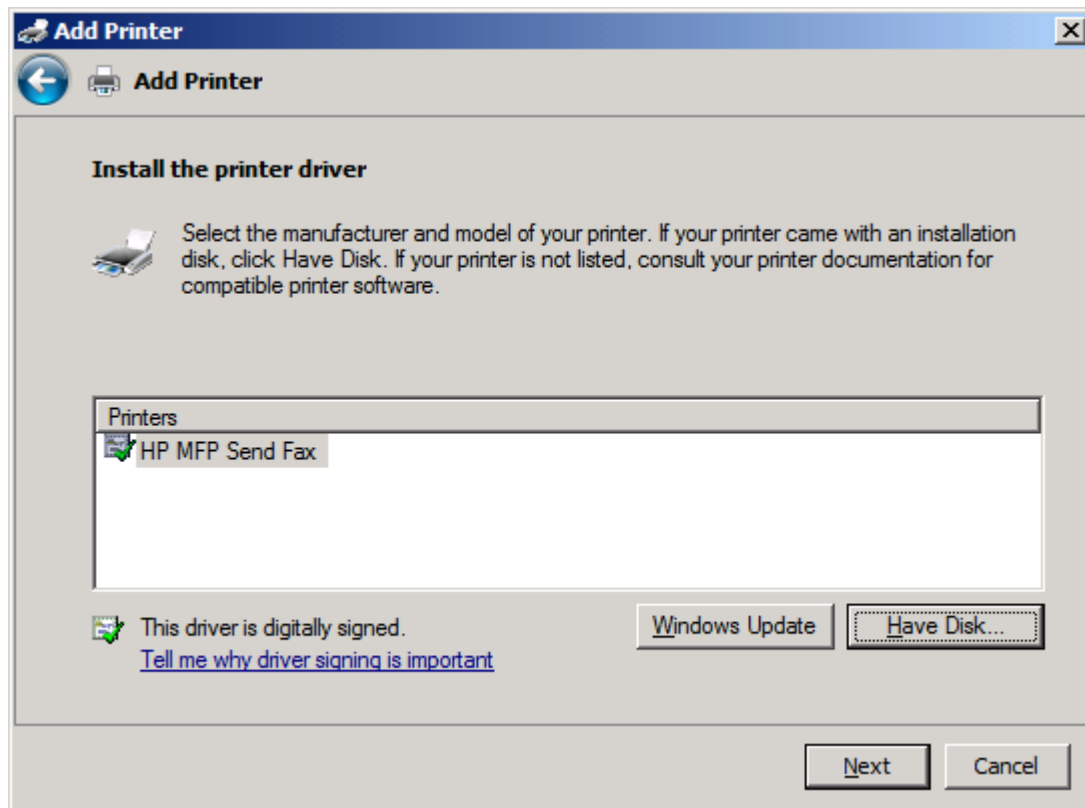 Add Printer
Add Printer
Install the printer driver
Select the manufacturer and model of your printer. If your printer came with an installation
disk, click Have Disk. If your printer is not listed, consult your printer documentation for
compatible printer software.
Printers
HP MFP Send Fax
This driver is digitally signed.
Tell me why driver signing is important
Windows Update
Have Disk...
Next
Cancel